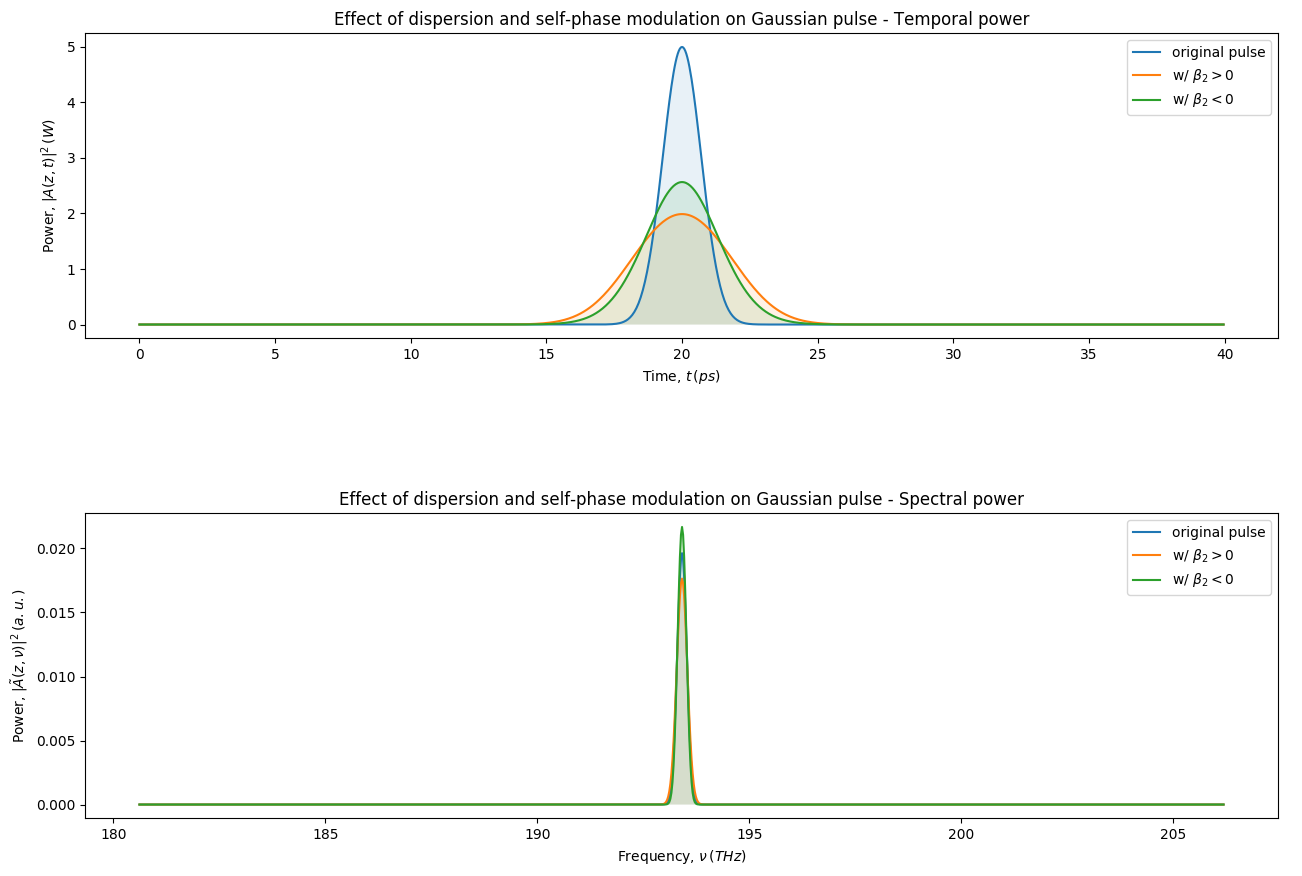 Effect of dispersion and self-phase modulation on Gaussian pulse - Temporal power
original pulse
w/ β₂ > 0
w/ β₂ < 0
5
4
3
2
1
0
Power, |A(z, t)|² (W)
0 5 10 15 20 25 30 35 40
Time, t (ps)
Effect of dispersion and self-phase modulation on Gaussian pulse - Spectral power
original pulse
w/ β₂ > 0
w/ β₂ < 0
0.020
0.015
0.010
0.005
0.000
Power, |Ã(z, ν)|² (a. u. )
180 185 190 195 200 205
Frequency, ν (THz)